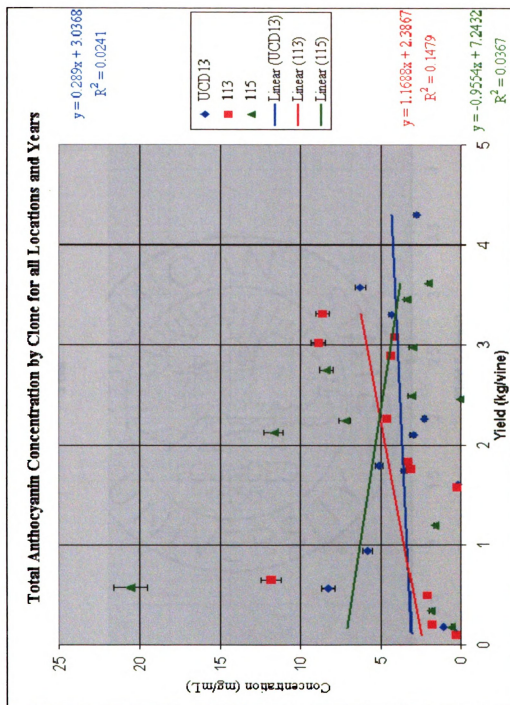 Total Anthocyanin Concentration by Clone for all Locations and Years
y = 0.289x + 3.0368
R² = 0.0241
UCD13
113
115
Linear (UCD13)
Linear (113)
Linear (115)
y = 1.1688x + 2.3867
R² = 0.1479
y = -0.9554x + 7.2432
R² = 0.0367
Concentration (mg/mL)
25
20
15
10
5
0
0
1
2
3
4
5
Yield (kg/vine)